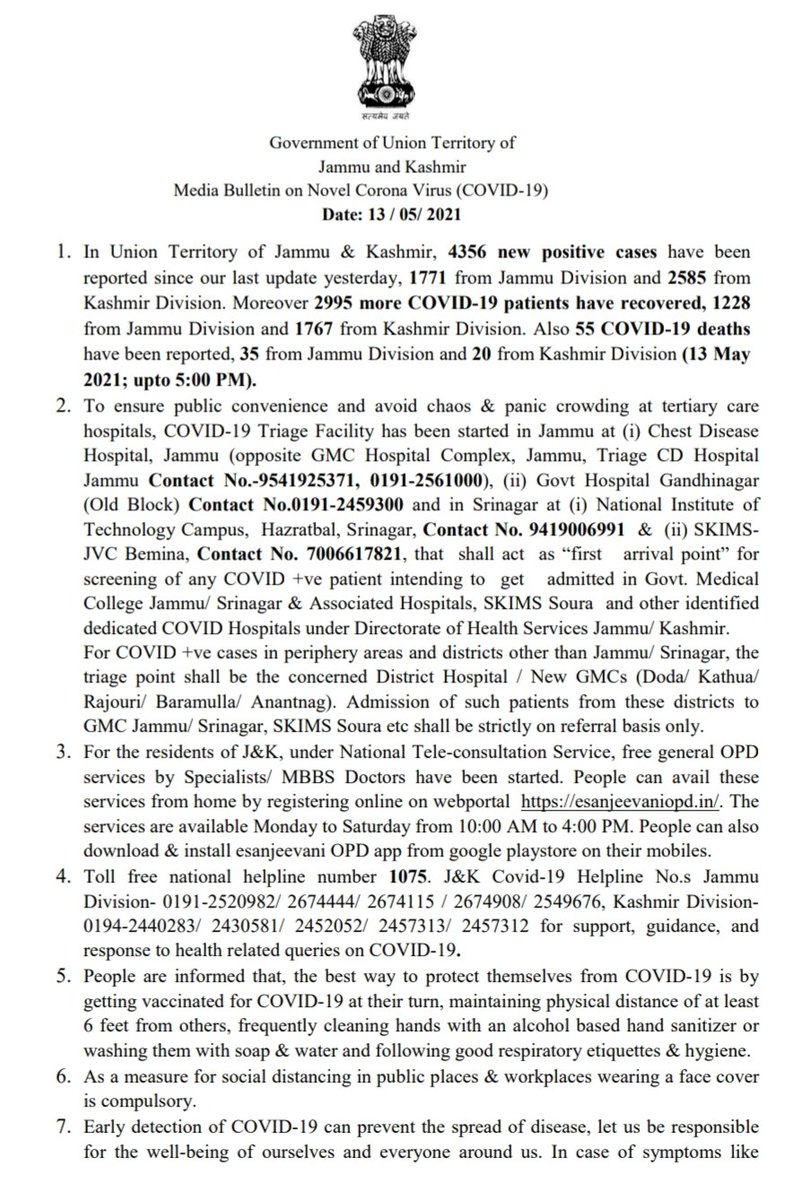 सत्यमेव जयते
Government of Union Territory of
Jammu and Kashmir
Media Bulletin on Novel Corona Virus (COVID-19)
Date: 13 / 05/ 2021
1. In Union Territory of Jammu & Kashmir, 4356 new positive cases have been
reported since our last update yesterday, 1771 from Jammu Division and 2585 from
Kashmir Division. Moreover 2995 more COVID-19 patients have recovered, 1228
from Jammu Division and 1767 from Kashmir Division. Also 55 COVID-19 deaths
have been reported, 35 from Jammu Division and 20 from Kashmir Division (13 May
2021; upto 5:00 PM).
2. To ensure public convenience and avoid chaos & panic crowding at tertiary care
hospitals, COVID-19 Triage Facility has been started in Jammu at (i) Chest Disease
Hospital, Jammu (opposite GMC Hospital Complex, Jammu, Triage CD Hospital
Jammu Contact No.-9541925371, 0191-2561000), (ii) Govt Hospital Gandhinagar
(Old Block) Contact No.0191-2459300 and in Srinagar at (i) National Institute of
Technology Campus, Hazratbal, Srinagar, Contact No. 9419006991 & (ii) SKIMS-
JVC Bemina, Contact No. 7006617821, that shall act as “first arrival point” for
screening of any COVID +ve patient intending to get admitted in Govt. Medical
College Jammu/ Srinagar & Associated Hospitals, SKIMS Soura and other identified
dedicated COVID Hospitals under Directorate of Health Services Jammu/ Kashmir.
For COVID +ve cases in periphery areas and districts other than Jammu/ Srinagar, the
triage point shall be the concerned District Hospital / New GMCs (Doda/ Kathua/
Rajouri/ Baramulla/ Anantnag). Admission of such patients from these districts to
GMC Jammu/ Srinagar, SKIMS Soura etc shall be strictly on referral basis only.
3. For the residents of J&K, under National Tele-consultation Service, free general OPD
services by Specialists/ MBBS Doctors have been started. People can avail these
services from home by registering online on webportal https://esanjeevaniopd.in/. The
services are available Monday to Saturday from 10:00 AM to 4:00 PM. People can also
download & install esanjeevani OPD app from google playstore on their mobiles.
4. Toll free national helpline number 1075. J&K Covid-19 Helpline No.s Jammu
Division- 0191-2520982/ 2674444/ 2674115 / 2674908/ 2549676, Kashmir Division-
0194-2440283/ 2430581/ 2452052/ 2457313/ 2457312 for support, guidance, and
response to health related queries on COVID-19.
5. People are informed that, the best way to protect themselves from COVID-19 is by
getting vaccinated for COVID-19 at their turn, maintaining physical distance of at least
6 feet from others, frequently cleaning hands with an alcohol based hand sanitizer or
washing them with soap & water and following good respiratory etiquettes & hygiene.
6. As a measure for social distancing in public places & workplaces wearing a face cover
is compulsory.
7. Early detection of COVID-19 can prevent the spread of disease, let us be responsible
for the well-being of ourselves and everyone around us. In case of symptoms like